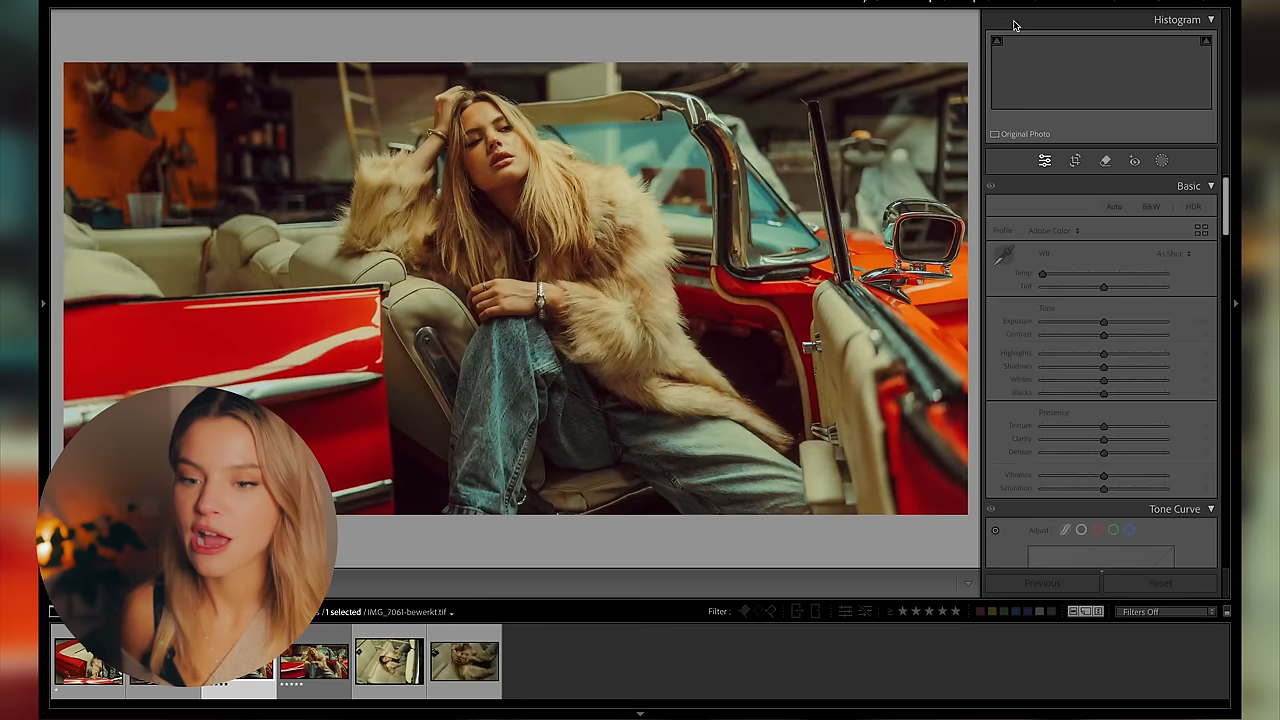 Histogram
Original Photo
Basic
Auto B&W HDR
Profile: Adobe Color
WB As Shot
Temp
Tint
Tone
Exposure
Contrast
Highlights
Shadows
Whites
Blacks
Presence
Texture
Clarity
Dehaze
Vibrance
Saturation
Tone Curve
Adjust:
Previous Reset
/1 selected /IMG_7061-bewerkt.tif
Filter:
Filters Off